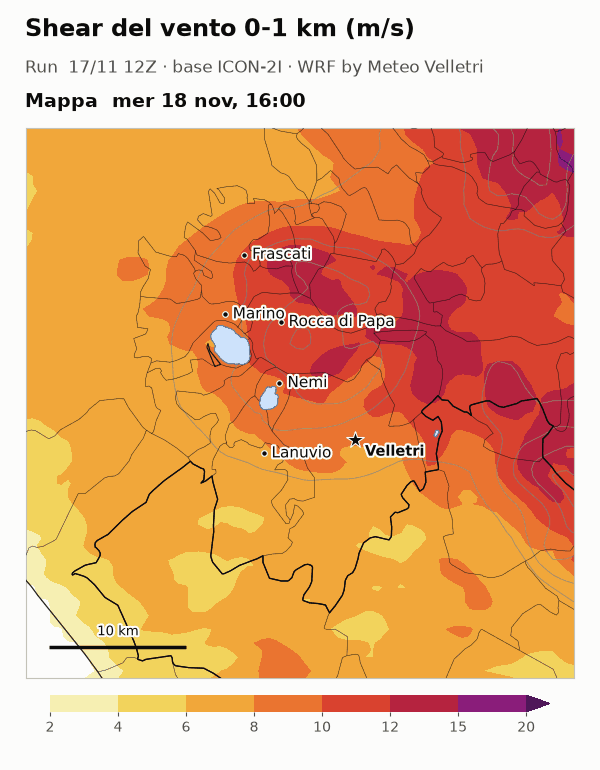 Shear del vento 0-1 km (m/s)
Run  17/11 12Z · base ICON-2I · WRF by Meteo Velletri
Mappa  mer 18 nov, 16:00
Frascati
Marino
Rocca di Papa
Nemi
Velletri
Lanuvio
10 km
2 4 6 8 10 12 15 20